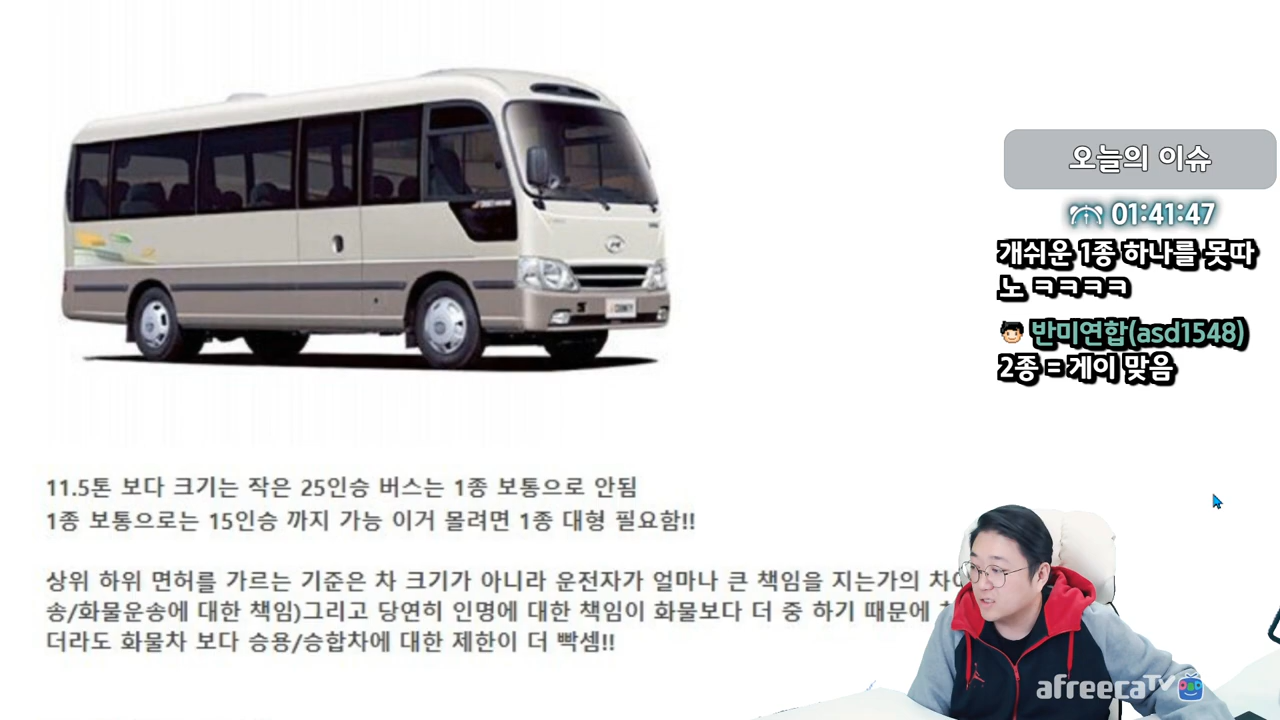 오늘의 이슈
01:41:47
개쉬운 1종 하나를 못따
노 ㅋㅋㅋㅋ
반미연합(asd1548)
2종 = 게이 맞음
11.5톤 보다 크기는 작은 25인승 버스는 1종 보통으로 안됨
1종 보통으로는 15인승 까지 가능 이거 몰려면 1종 대형 필요함!!
상위 하위 면허를 가르는 기준은 차 크기가 아니라 운전자가 얼마나 큰 책임을 지는가의
송/화물운송에 대한 책임)그리고 당연히 인명에 대한 책임이 화물보다 더 중 하기 때문에
더라도 화물차 보다 승용/승합차에 대한 제한이 더 빡셈!!
afreecaTV